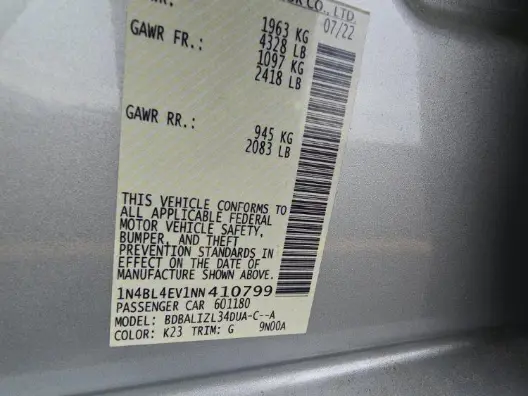 CO., LTD.
07/22
1963 KG
4328 LB
GAWR FR.: 1097 KG
2418 LB
GAWR RR.: 945 KG
2083 LB
THIS VEHICLE CONFORMS TO
ALL APPLICABLE FEDERAL
MOTOR VEHICLE SAFETY,
BUMPER, AND THEFT
PREVENTION STANDARDS IN
EFFECT ON THE DATE OF
MANUFACTURE SHOWN ABOVE.
1N4BL4EV1NN410799
PASSENGER CAR 601180
MODEL: BDBALIZL34DUA-C--A
COLOR: K23 TRIM: G 9N00A